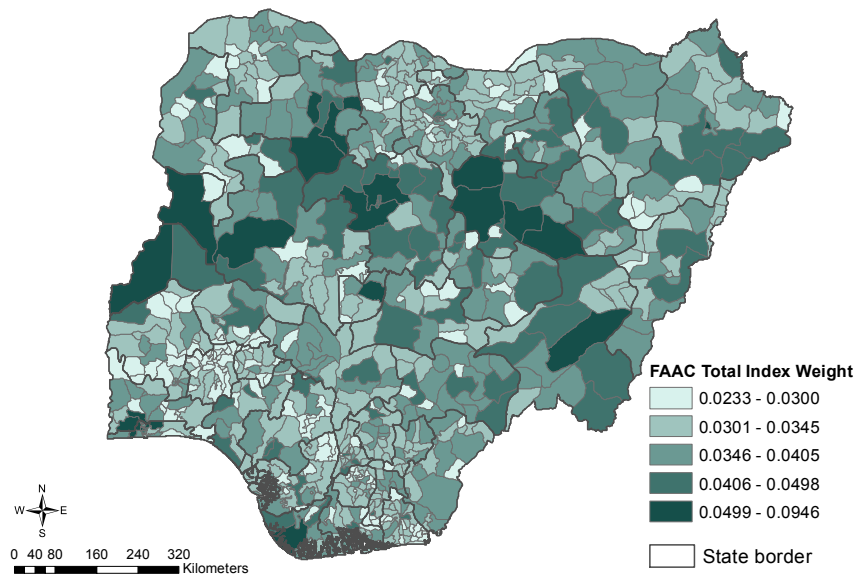 FAAC Total Index Weight
0.0233 - 0.0300
0.0301 - 0.0345
0.0346 - 0.0405
0.0406 - 0.0498
0.0499 - 0.0946
State border
N
W E
S
0 40 80 160 240 320
Kilometers